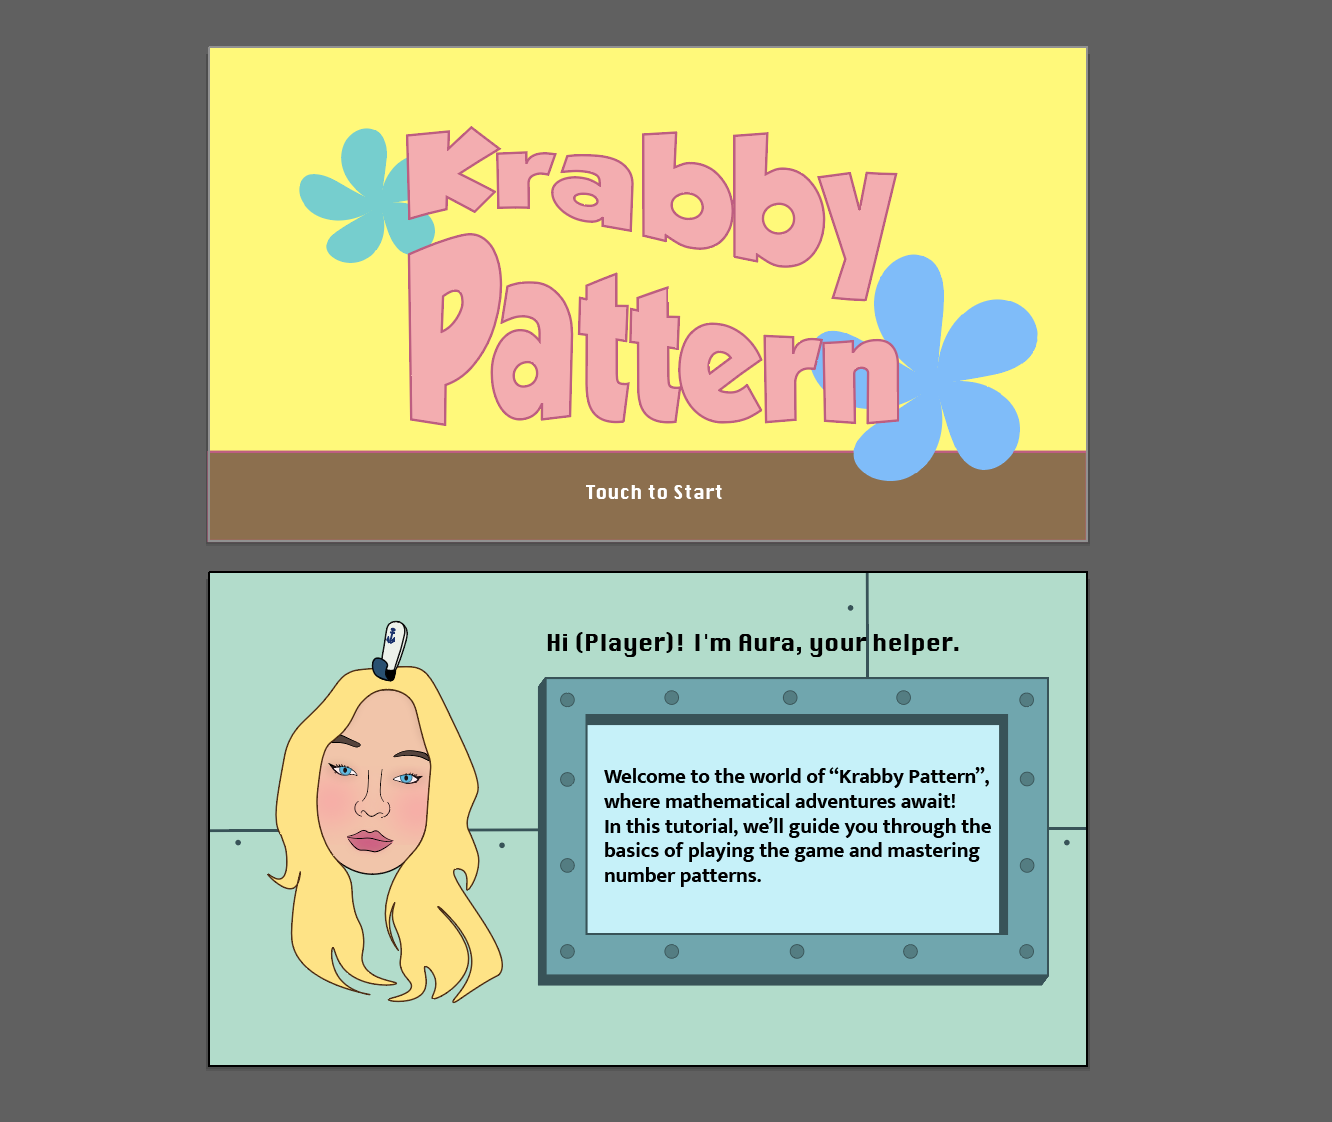 Krabby
Pattern
Touch to Start
Hi (Player)! I'm Aura, your helper.
Welcome to the world of “Krabby Pattern”,
where mathematical adventures await!
In this tutorial, we’ll guide you through the
basics of playing the game and mastering
number patterns.